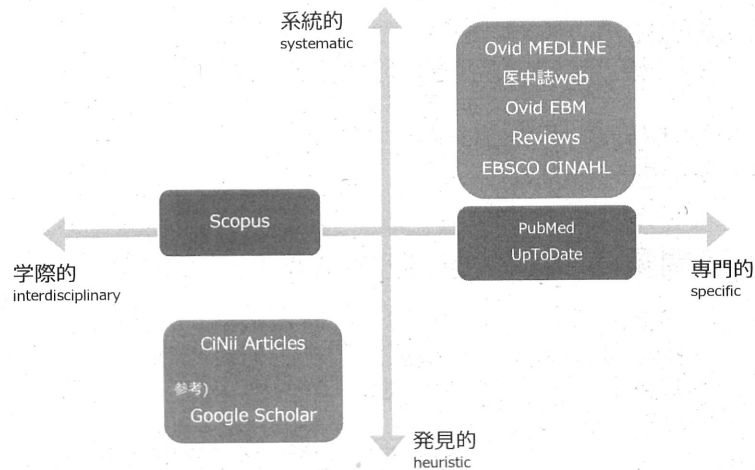 系統的
systematic
Ovid MEDLINE
医中誌web
Ovid EBM
Reviews
EBSCO CINAHL
Scopus
PubMed
UpToDate
学際的
interdisciplinary
専門的
specific
CiNii Articles
参考)
Google Scholar
発見的
heuristic